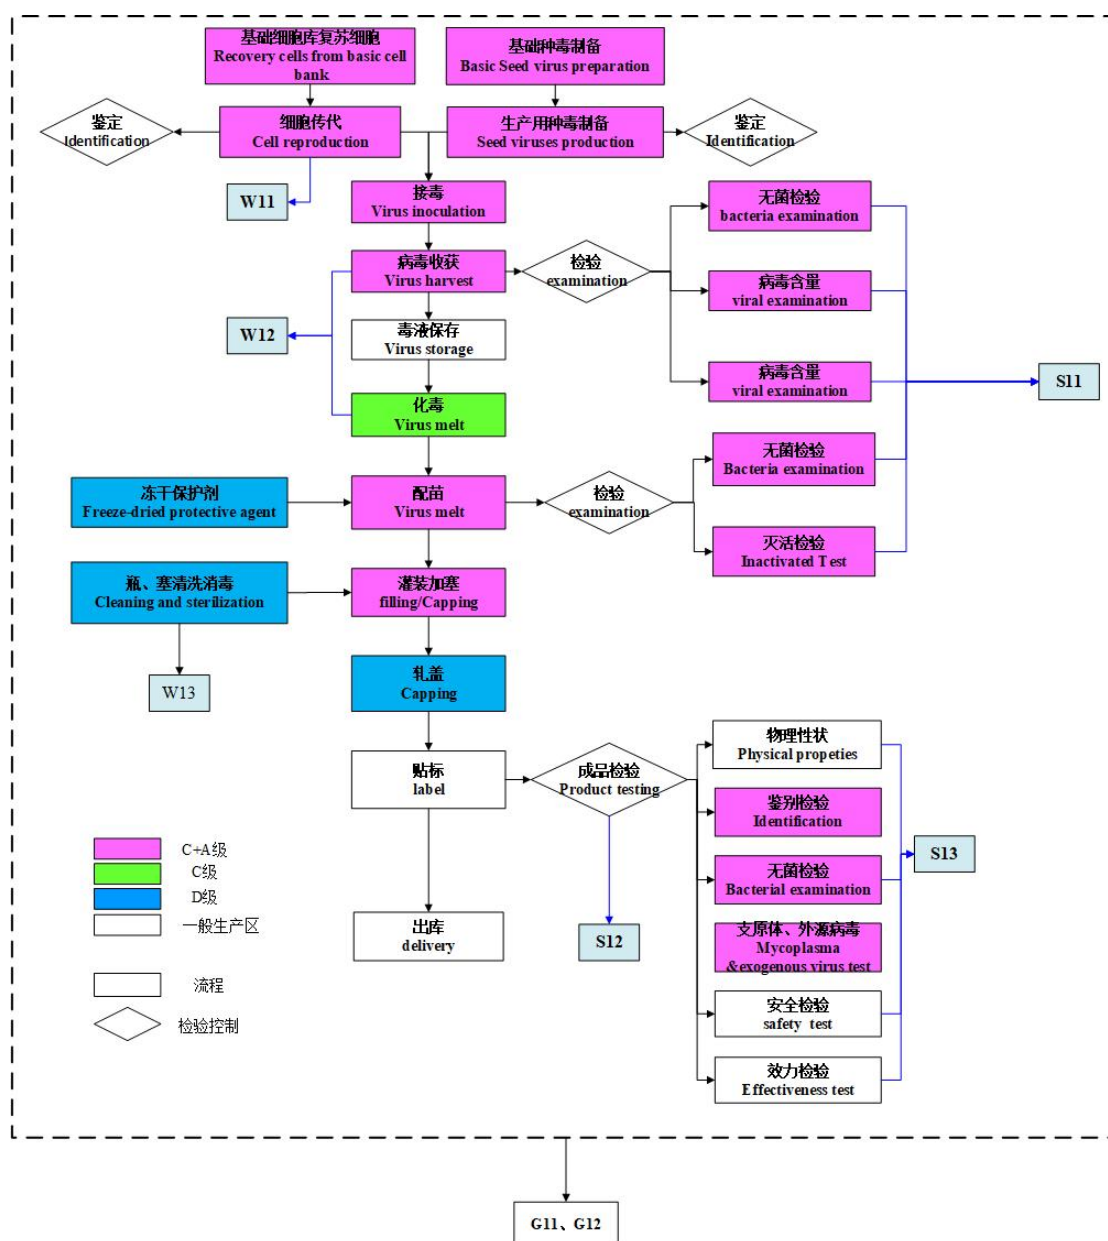 基础细胞库复苏细胞
Recovery cells from basic cell
bank
基础种毒制备
Basic Seed virus preparation
鉴定
Identification
细胞传代
Cell reproduction
生产用种毒制备
Seed viruses production
鉴定
Identification
W11
接毒
Virus inoculation
无菌检验
bacteria examination
病毒收获
Virus harvest
检验
examination
病毒含量
viral examination
W12
毒液保存
Virus storage
病毒含量
viral examination
S11
化毒
Virus melt
无菌检验
Bacteria examination
冻干保护剂
Freeze-dried protective agent
配苗
Virus melt
检验
examination
灭活检验
Inactivated Test
瓶、塞清洗消毒
Cleaning and sterilization
灌装加塞
filling/Capping
W13
轧盖
Capping
物理性状
Physical propeties
贴标
label
成品检验
Product testing
鉴别检验
Identification
S13
无菌检验
Bacterial examination
C+A级
C级
D级
一般生产区
流程
检验控制
出库
delivery
S12
支原体、外源病毒
Mycoplasma
&exogenous virus test
安全检验
safety test
效力检验
Effectiveness test
G11、G12